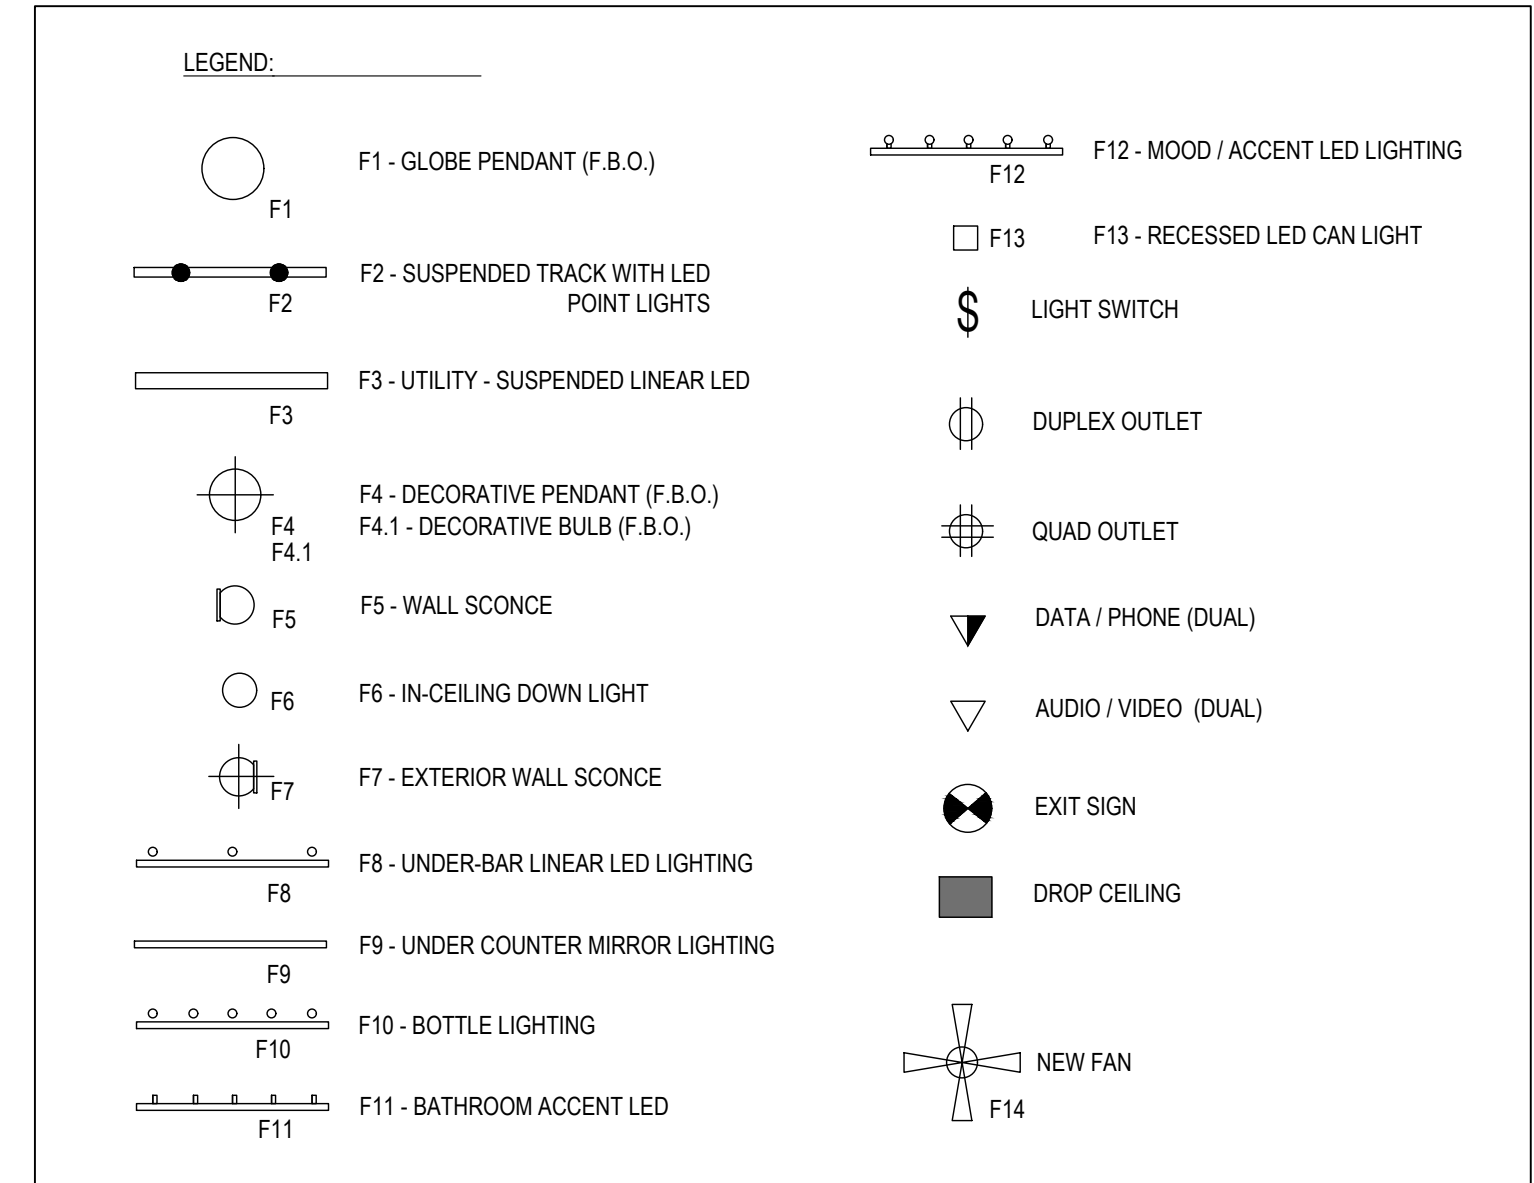 LEGEND:
F1
F1 - GLOBE PENDANT (F.B.O.)
F2
F2 - SUSPENDED TRACK WITH LED
POINT LIGHTS
F3
F3 - UTILITY - SUSPENDED LINEAR LED
F4
F4.1
F4 - DECORATIVE PENDANT (F.B.O.)
F4.1 - DECORATIVE BULB (F.B.O.)
F5
F5 - WALL SCONCE
F6
F6 - IN-CEILING DOWN LIGHT
F7
F7 - EXTERIOR WALL SCONCE
F8
F8 - UNDER-BAR LINEAR LED LIGHTING
F9
F9 - UNDER COUNTER MIRROR LIGHTING
F10
F10 - BOTTLE LIGHTING
F11
F11 - BATHROOM ACCENT LED
F12
F12 - MOOD / ACCENT LED LIGHTING
F13
F13 - RECESSED LED CAN LIGHT
$
LIGHT SWITCH
DUPLEX OUTLET
QUAD OUTLET
DATA / PHONE (DUAL)
AUDIO / VIDEO (DUAL)
EXIT SIGN
DROP CEILING
NEW FAN
F14